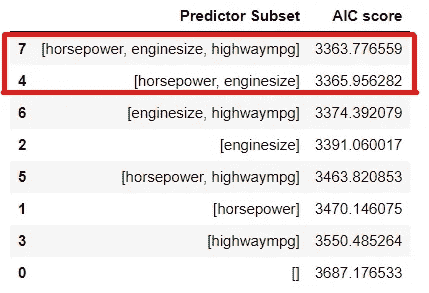 Predictor Subset AIC score
7 [horsepower, enginesize, highwaympg] 3363.776559
4 [horsepower, enginesize] 3365.956282
6 [enginesize, highwaympg] 3374.392079
2 [enginesize] 3391.060017
5 [horsepower, highwaympg] 3463.820853
1 [horsepower] 3470.146075
3 [highwaympg] 3550.485264
0 [] 3687.176533